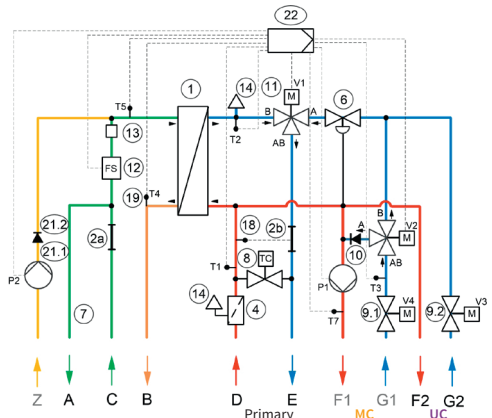 22
14
11
V1
M
1
T5
B
A
6
T2
13
AB
FS
12
19
T4
B
21.2
18
2b
A
V2
M
2a
10
21.1
8
TC
AB
P2
T1
P1
T3
14
V4
V3
7
4
9.1
M
9.2
M
T7
Z
A
C
B
D
E
F1
G1
F2
G2
Primary
MC
UC